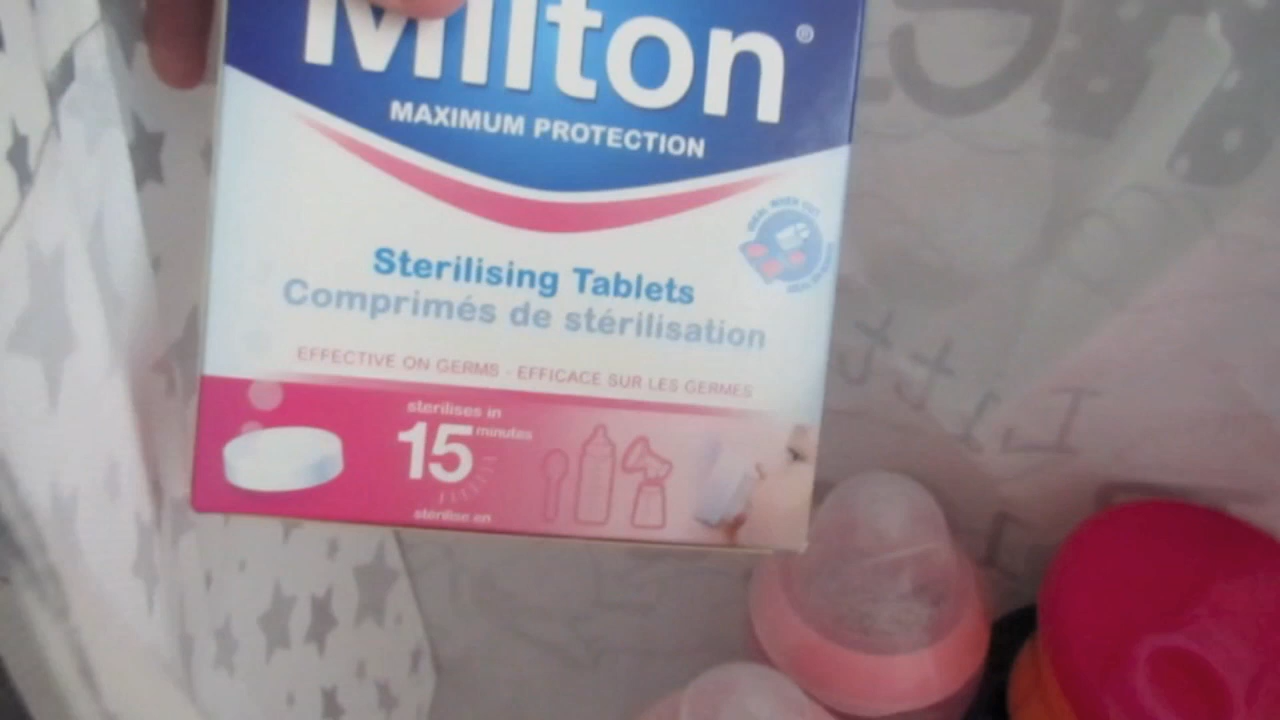 Milton®
MAXIMUM PROTECTION
Sterilising Tablets
Comprimés de stérilisation
EFFECTIVE ON GERMS - EFFICACE SUR LES GERMES
sterilises in
15 minutes
stérilise en